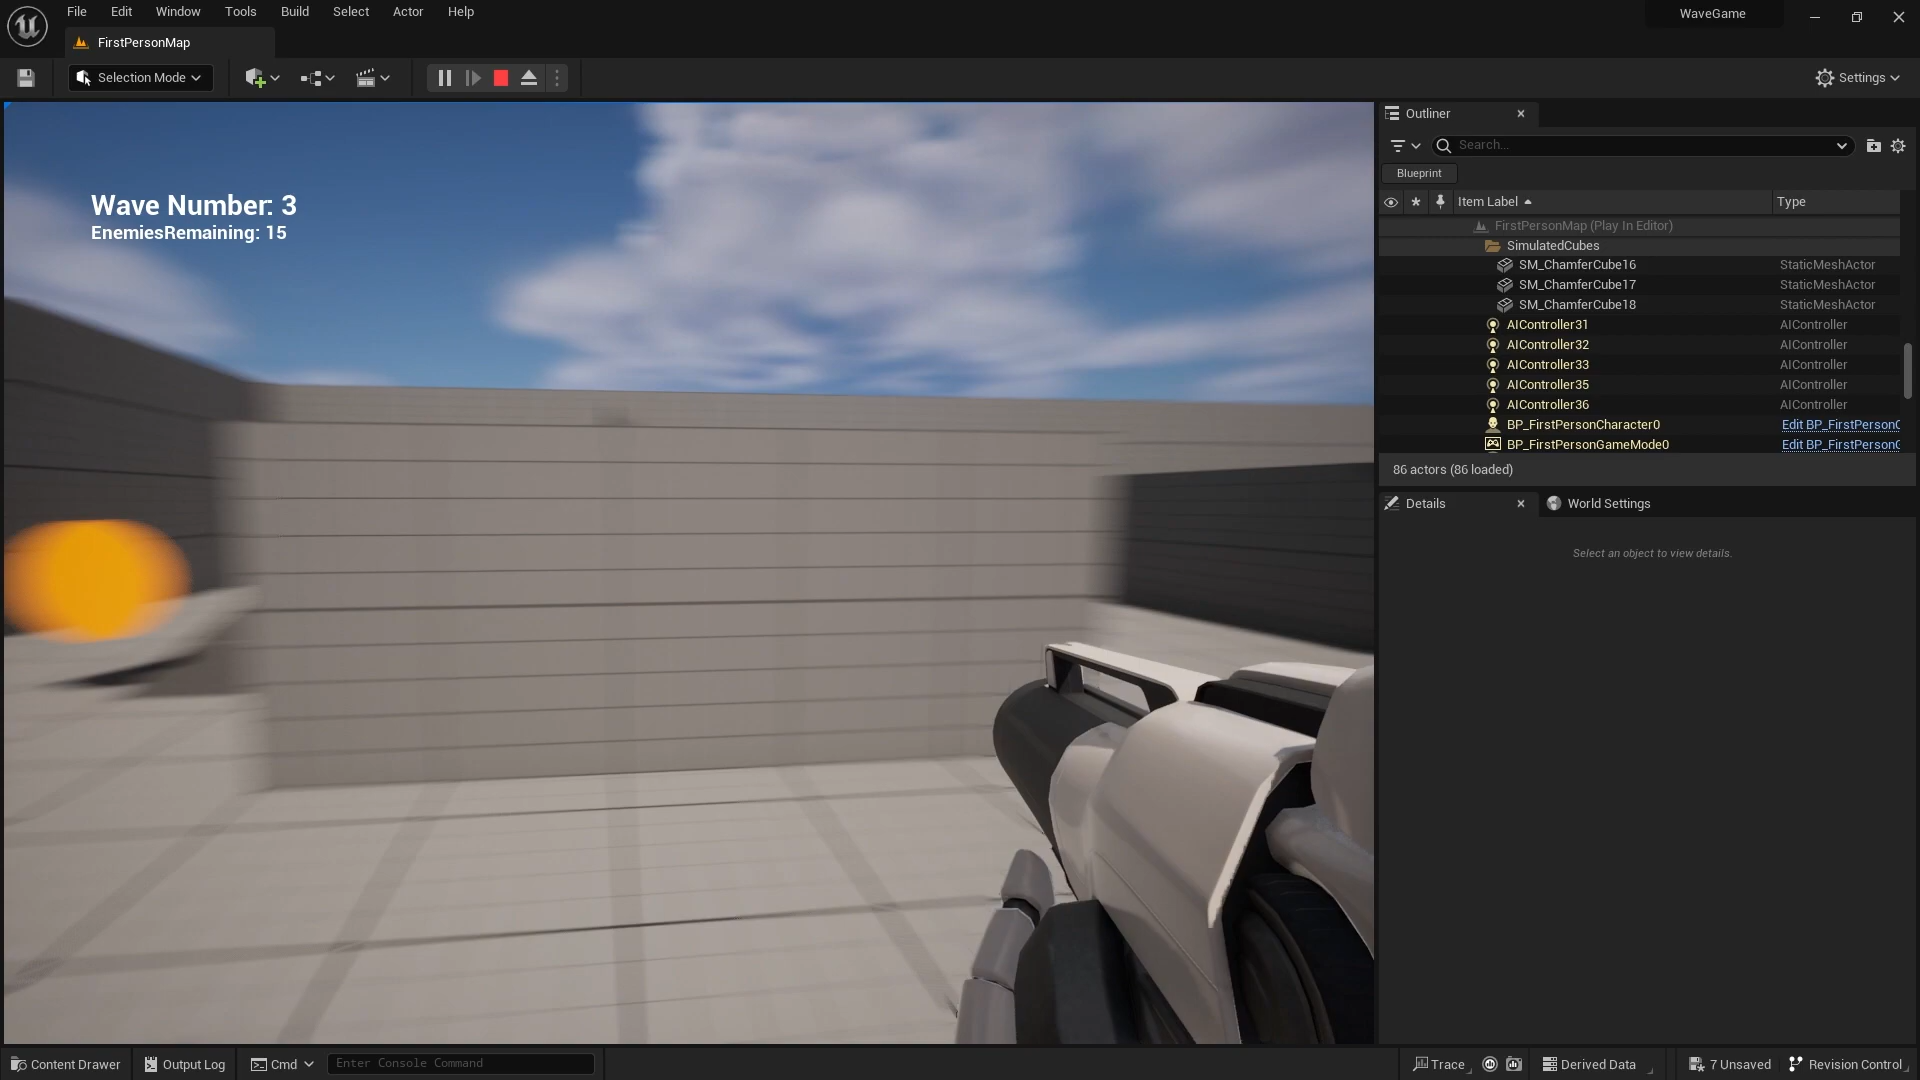 File Edit Window Tools Build Select Actor Help
WaveGame
FirstPersonMap
Selection Mode
Settings
Wave Number: 3
EnemiesRemaining: 15
Outliner
Search...
Blueprint
Item Label Type
FirstPersonMap (Play In Editor)
SimulatedCubes
SM_ChamferCube16 StaticMeshActor
SM_ChamferCube17 StaticMeshActor
SM_ChamferCube18 StaticMeshActor
AIController31 AIController
AIController32 AIController
AIController33 AIController
AIController35 AIController
AIController36 AIController
BP_FirstPersonCharacter0 Edit BP_FirstPersonC
BP_FirstPersonGameMode0 Edit BP_FirstPersonG
86 actors (86 loaded)
Details World Settings
Select an object to view details.
Content Drawer Output Log Cmd Enter Console Command Trace Derived Data 7 Unsaved Revision Control